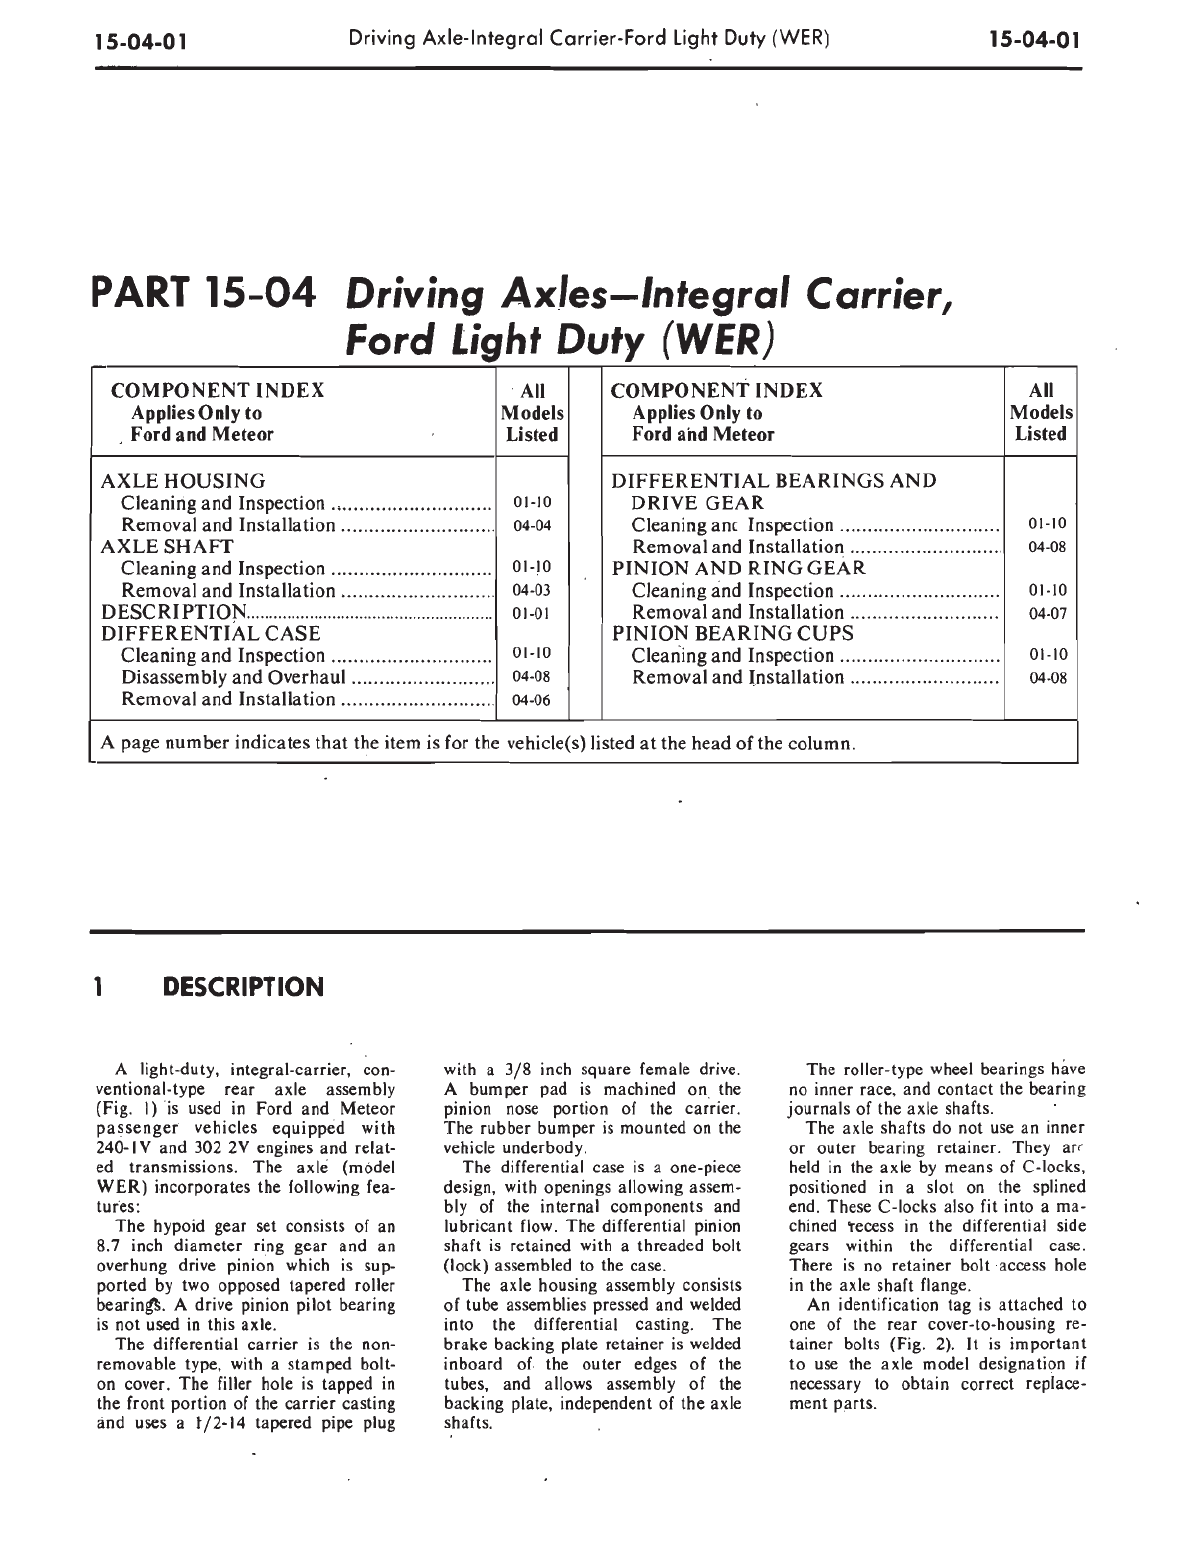 15-04-01 Driving Axle-Integral Carrier-Ford Light Duty (WER) 15-04-01
PART 15-04 Driving Axles—Integral Carrier,
Ford Light Duty (WER)
COMPONENT INDEX
Applies Only to
Ford and Meteor
All
Models
Listed
AXLE HOUSING
Cleaning and Inspection ............................. 01-10
Removal and Installation ............................ 04-04
AXLE SHAFT
Cleaning and Inspection ............................. 01-10
Removal and Installation ............................ 04-03
DESCRIPTION...................................................... 01-01
DIFFERENTIAL CASE
Cleaning and Inspection ............................. 01-10
Disassembly and Overhaul .......................... 04-08
Removal and Installation ............................ 04-06
COMPONENT INDEX
Applies Only to
Ford and Meteor
All
Models
Listed
DIFFERENTIAL BEARINGS AND
DRIVE GEAR
Cleaning and Inspection ............................. 01-10
Removal and Installation ........................... 04-08
PINION AND RING GEAR
Cleaning and Inspection ............................. 01-10
Removal and Installation ........................... 04-07
PINION BEARING CUPS
Cleaning and Inspection ............................. 01-10
Removal and Installation ........................... 04-08
A page number indicates that the item is for the vehicle(s) listed at the head of the column.
1 DESCRIPTION
A light-duty, integral-carrier, con-
ventional-type rear axle assembly
(Fig. 1) is used in Ford and Meteor
passenger vehicles equipped with
240-1V and 302 2V engines and relat-
ed transmissions. The axle (model
WER) incorporates the following fea-
tures:
The hypoid gear set consists of an
8.7 inch diameter ring gear and an
overhung drive pinion which is sup-
ported by two opposed tapered roller
bearings. A drive pinion pilot bearing
is not used in this axle.
The differential carrier is the non-
removable type, with a stamped bolt-
on cover. The filler hole is tapped in
the front portion of the carrier casting
and uses a 1/2-14 tapered pipe plug
with a 3/8 inch square female drive.
A bumper pad is machined on the
pinion nose portion of the carrier.
The rubber bumper is mounted on the
vehicle underbody.
The differential case is a one-piece
design, with openings allowing assem-
bly of the internal components and
lubricant flow. The differential pinion
shaft is retained with a threaded bolt
(lock) assembled to the case.
The axle housing assembly consists
of tube assemblies pressed and welded
into the differential casting. The
brake backing plate retainer is welded
inboard of the outer edges of the
tubes, and allows assembly of the
backing plate, independent of the axle
shafts.
The roller-type wheel bearings have
no inner race, and contact the bearing
journals of the axle shafts.
The axle shafts do not use an inner
or outer bearing retainer. They are
held in the axle by means of C-locks,
positioned in a slot on the splined
end. These C-locks also fit into a ma-
chined recess in the differential side
gears within the differential case.
There is no retainer bolt access hole
in the axle shaft flange.
An identification tag is attached to
one of the rear cover-to-housing re-
tainer bolts (Fig. 2). It is important
to use the axle model designation if
necessary to obtain correct replace-
ment parts.